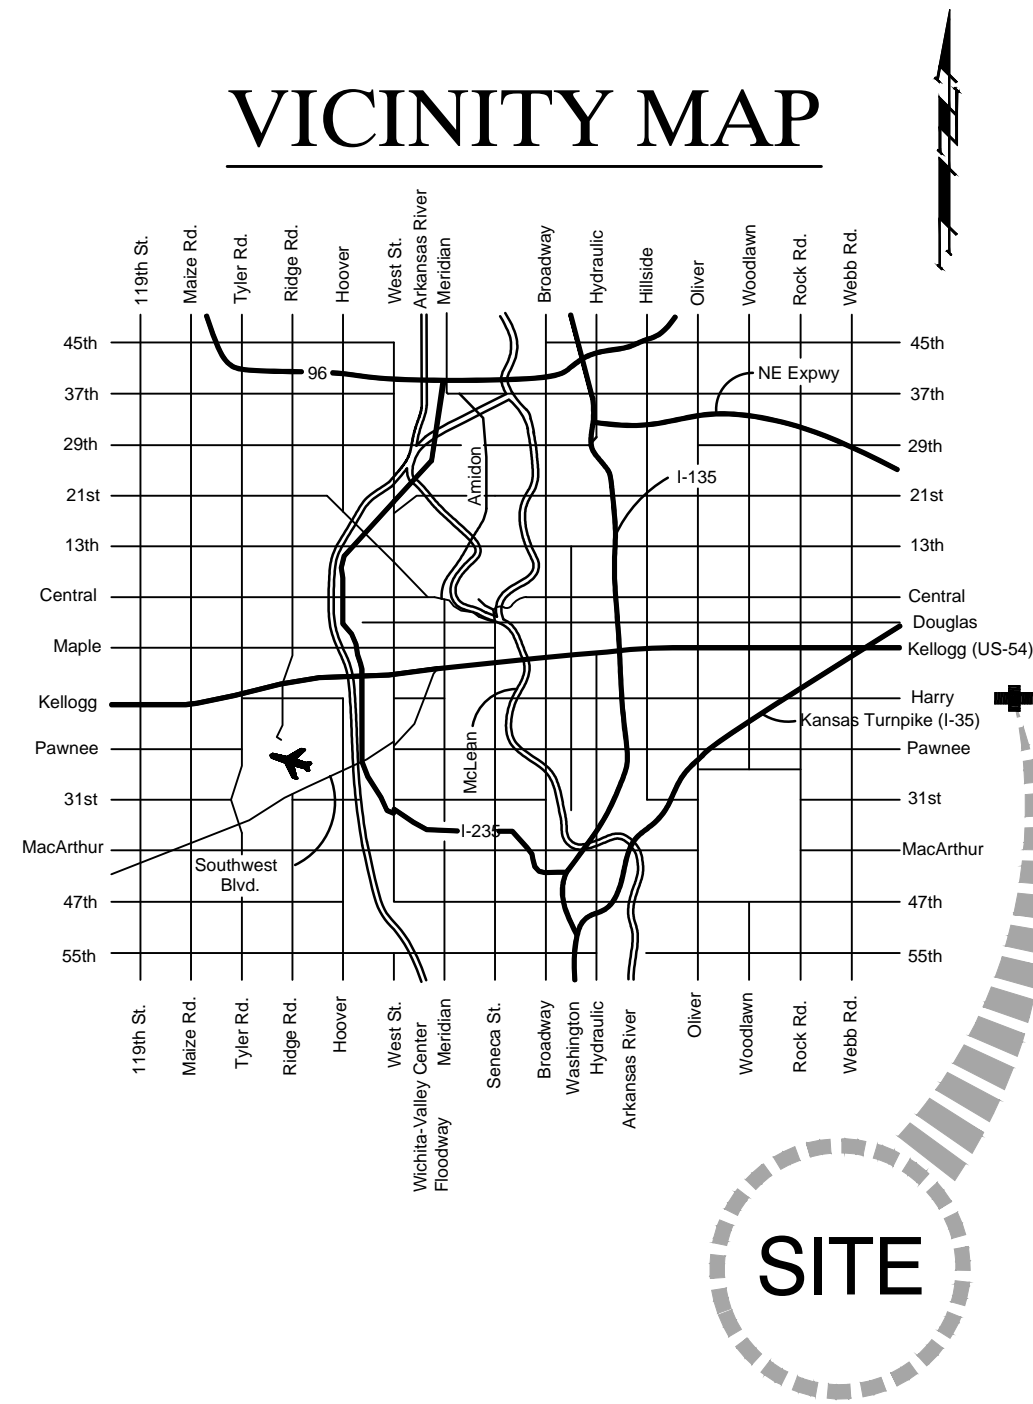 VICINITY MAP
119th St.
Maize Rd.
Tyler Rd.
Ridge Rd.
Hoover
West St.
Arkansas River
Meridian
Broadway
Hydraulic
Hillside
Oliver
Woodlawn
Rock Rd.
Webb Rd.
45th
45th
96
NE Expwy
37th
37th
29th
29th
Amidon
I-135
21st
21st
13th
13th
Central
Central
Douglas
Maple
Kellogg (US-54)
Kellogg
Harry
Kansas Turnpike (I-35)
Pawnee
Pawnee
McLean
31st
31st
I-235
MacArthur
MacArthur
Southwest
Blvd.
47th
47th
55th
55th
119th St.
Maize Rd.
Tyler Rd.
Ridge Rd.
Hoover
West St.
Wichita-Valley Center
Floodway
Meridian
Seneca St.
Broadway
Washington
Hydraulic
Arkansas River
Oliver
Woodlawn
Rock Rd.
Webb Rd.
SITE